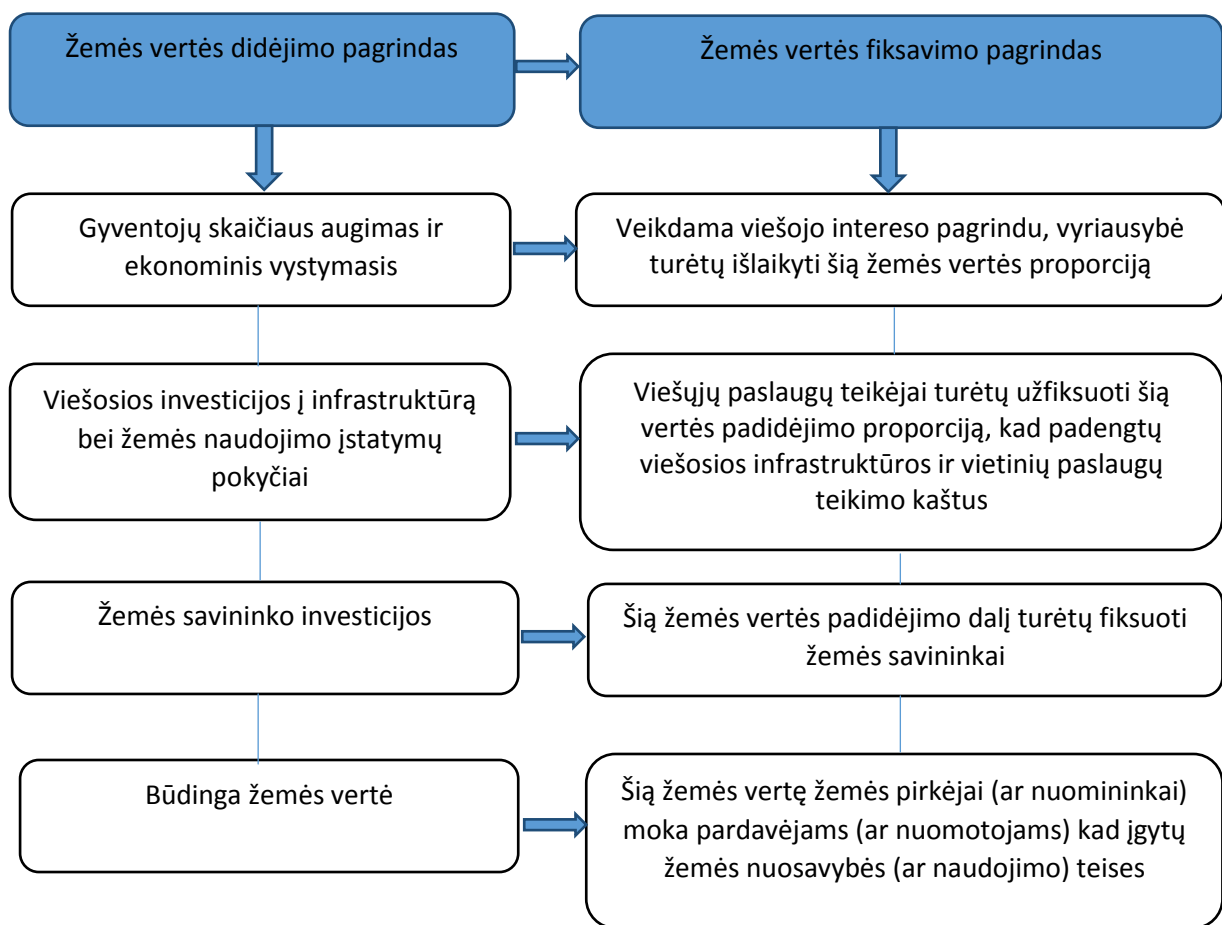 Žemės vertės didėjimo pagrindas
Žemės vertės fiksavimo pagrindas
Gyventojų skaičiaus augimas ir
ekonominis vystymasis
Veikdama viešojo intereso pagrindu, vyriausybė
turėtų išlaikyti šią žemės vertės proporciją
Viešosios investicijos į infrastruktūrą
bei žemės naudojimo įstatymų
pokyčiai
Viešųjų paslaugų teikėjai turėtų užfiksuoti šią
vertės padidėjimo proporciją, kad padengtų
viešosios infrastruktūros ir vietinių paslaugų
teikimo kaštus
Žemės savininko investicijos
Šią žemės vertės padidėjimo dalį turėtų fiksuoti
žemės savininkai
Būdinga žemės vertė
Šią žemės vertę žemės pirkėjai (ar nuomininkai)
moka pardavėjams (ar nuomotojams) kad įgytų
žemės nuosavybės (ar naudojimo) teises